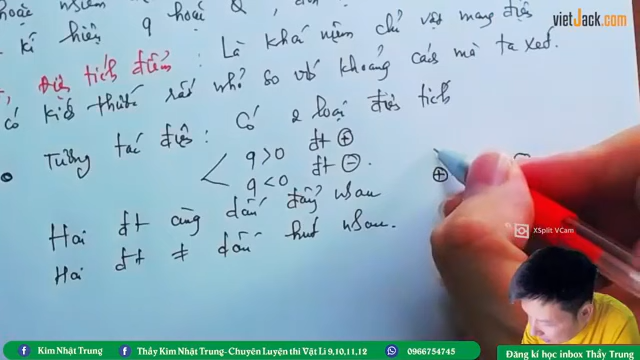 kí hiệu q hoặc Q,
Điện tích điểm: Là khái niệm chỉ vật mang điện
có kích thước rất nhỏ so với khoảng cách mà ta xét.
• Tương tác điện: Có 2 loại điện tích
q > 0 đt ⊕
q < 0 đt ⊖.
Hai đt cùng dấu đẩy nhau
Hai đt ≠ dấu hút nhau.
⊕
vietJack.com
XSplit VCam
Kim Nhật Trung
Thầy Kim Nhật Trung- Chuyên Luyện thi Vật Lí 9,10,11,12
0966754745
Đăng kí học inbox Thầy Trung